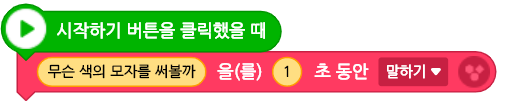 시작하기 버튼을 클릭했을 때
무슨 색의 모자를 써볼까 을(를) 1 초 동안 말하기